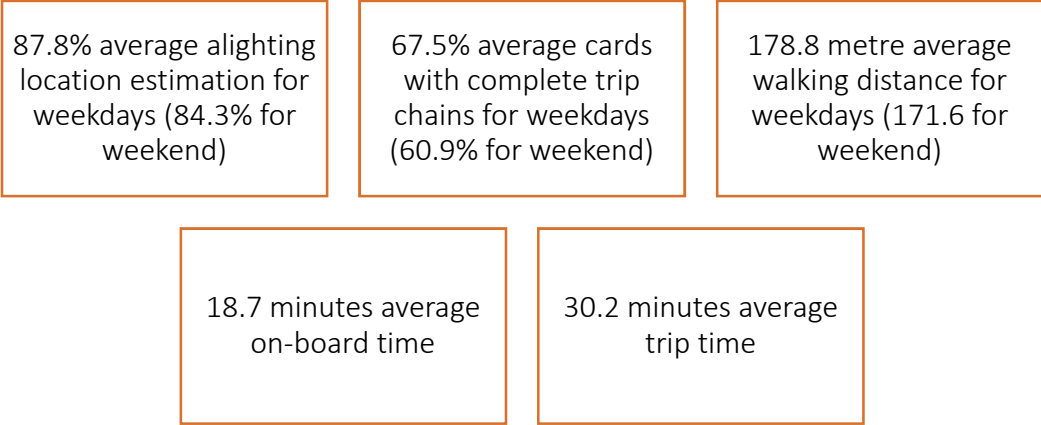 87.8% average alighting
location estimation for
weekdays (84.3% for
weekend)
67.5% average cards
with complete trip
chains for weekdays
(60.9% for weekend)
178.8 metre average
walking distance for
weekdays (171.6 for
weekend)
18.7 minutes average
on-board time
30.2 minutes average
trip time